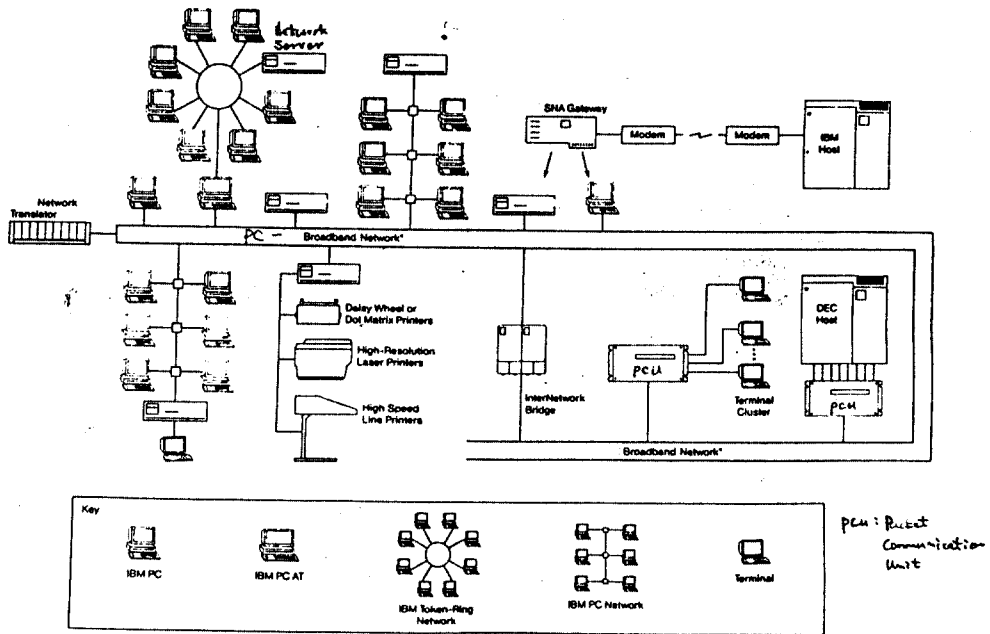 Network
Server
SNA Gateway
Modem
Modem
IBM
Host
Network
Translator
PC - Broadband Network*
Daisy Wheel or
Dot Matrix Printers
High-Resolution
Laser Printers
High Speed
Line Printers
InterNetwork
Bridge
PCU
Terminal
Cluster
DEC
Host
PCU
Broadband Network*
Key
IBM PC
IBM PC AT
IBM Token-Ring
Network
IBM PC Network
Terminal
PCU : Packet
Communication
Unit